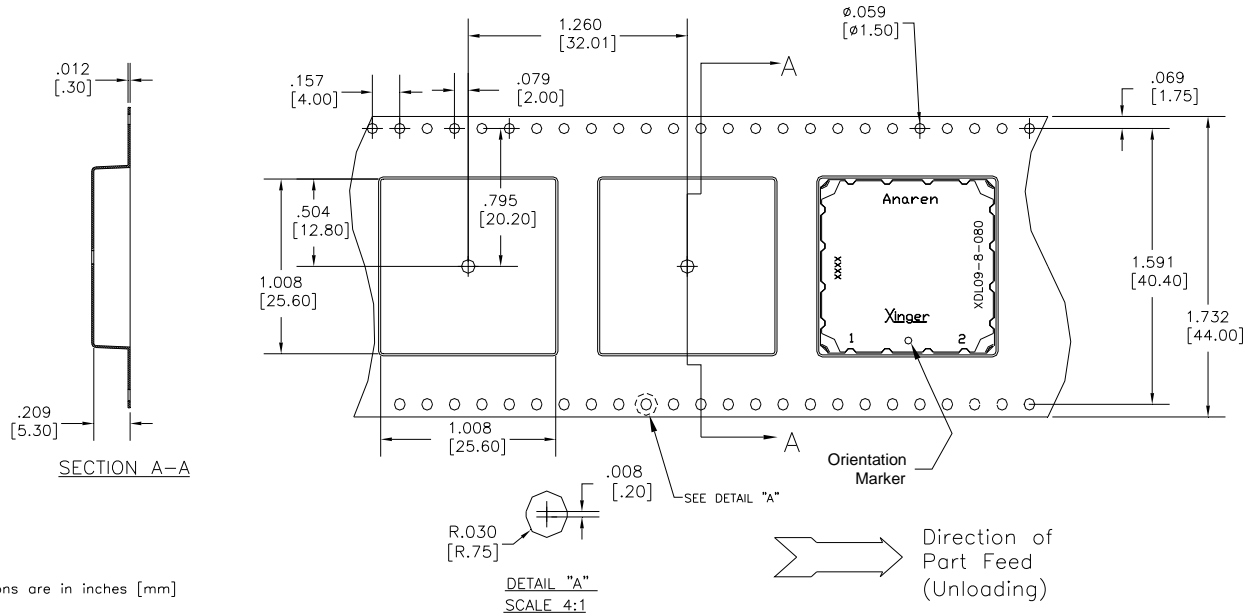 1.260
[32.01]
ø.059
[ø1.50]
.012
[.30]
.157
[4.00]
.079
[2.00]
A
.069
[1.75]
.504
[12.80]
.795
[20.20]
1.008
[25.60]
Anaren
XDL09-8-080
XXXX
Xinger
1
2
1.591
[40.40]
1.732
[44.00]
.209
[5.30]
SECTION A-A
1.008
[25.60]
A
Orientation
Marker
.008
[.20]
SEE DETAIL "A"
R.030
[R.75]
DETAIL "A"
SCALE 4:1
Direction of
Part Feed
(Unloading)
ons are in inches [mm]